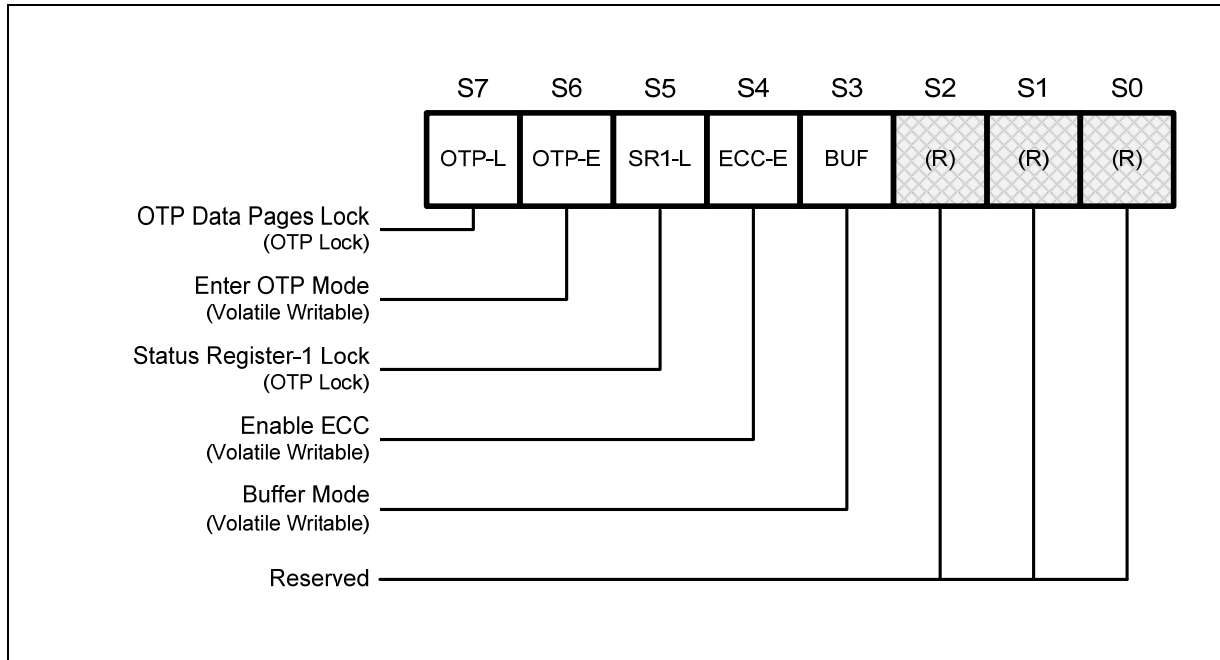 S7 S6 S5 S4 S3 S2 S1 S0
OTP-L OTP-E SR1-L ECC-E BUF (R) (R) (R)
OTP Data Pages Lock
(OTP Lock)
Enter OTP Mode
(Volatile Writable)
Status Register-1 Lock
(OTP Lock)
Enable ECC
(Volatile Writable)
Buffer Mode
(Volatile Writable)
Reserved